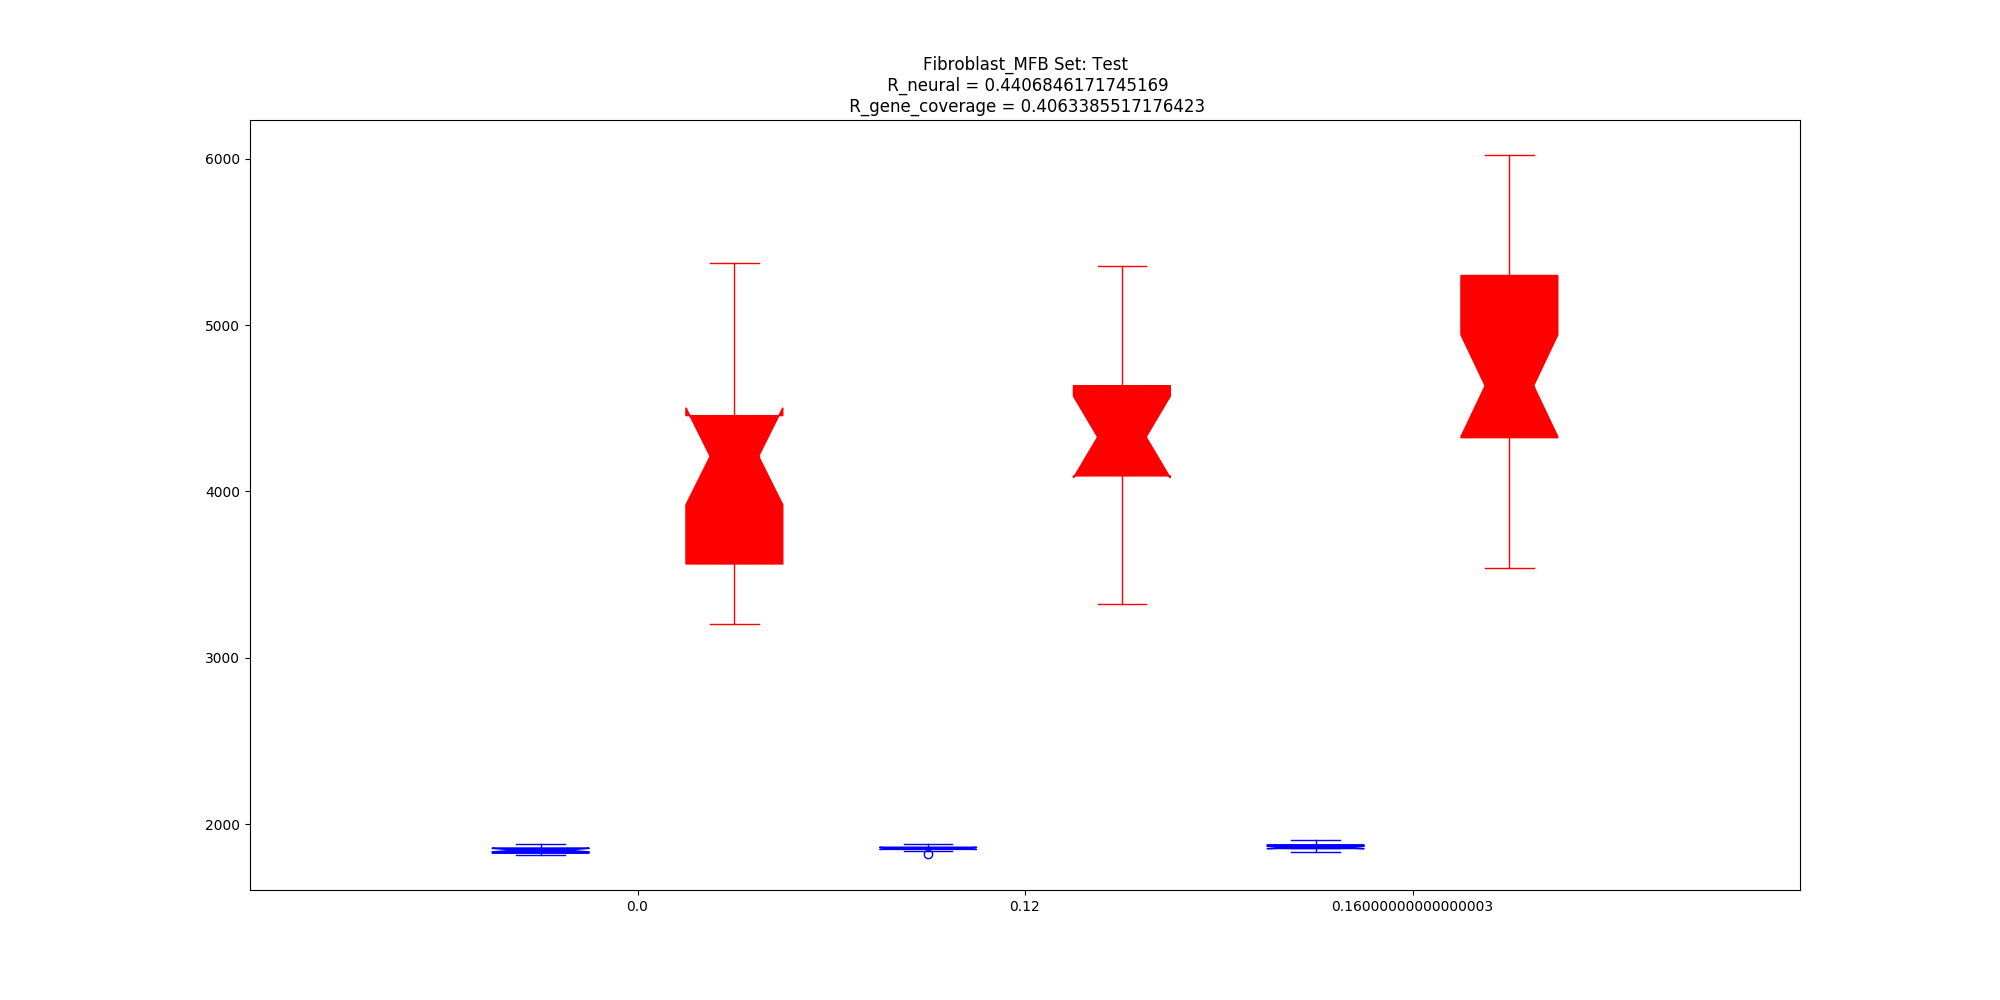 Fibroblast_MFB Set: Test
R_neural = 0.4406846171745169
R_gene_coverage = 0.4063385517176423
6000
5000
4000
3000
2000
0.0
0.12
0.16000000000000003